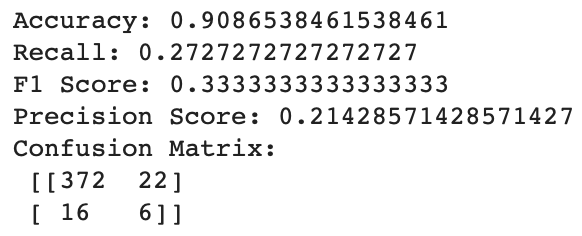 Accuracy: 0.9086538461538461
Recall: 0.2727272727272727
F1 Score: 0.3333333333333333
Precision Score: 0.21428571428571427
Confusion Matrix:
[[372 22]
[ 16 6]]